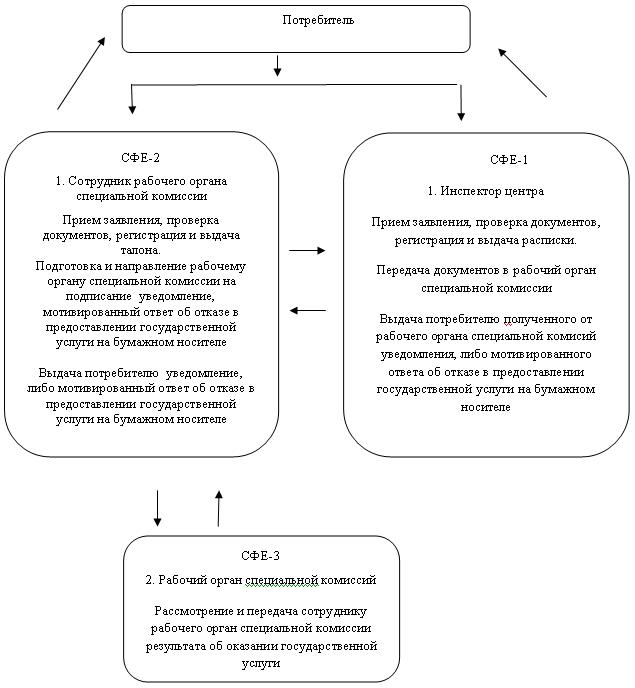 Потребитель
СФЕ-2
1. Сотрудник рабочего органа
специальной комиссии
Прием заявления, проверка
документов, регистрация и выдача
талона.
Подготовка и направление рабочему
органу специальной комиссии на
подписание уведомление,
мотивированный ответ об отказе в
предоставлении государственной
услуги на бумажном носителе
Выдача потребителю уведомление,
либо мотивированный ответ об отказе в
предоставлении государственной
услуги на бумажном носителе
СФЕ-1
1. Инспектор центра
Прием заявления, проверка документов,
регистрация и выдача расписки.
Передача документов в рабочий орган
специальной комиссии
Выдача потребителю полученного от
рабочего органа специальной комисий
уведомления, либо мотивированного
ответа об отказе в предоставлении
государственной услуги на бумажном
носителе
СФЕ-3
2. Рабочий орган специальной комиссий
Рассмотрение и передача сотруднику
рабочего орган специальной комиссии
результата об оказании государственной
услуги